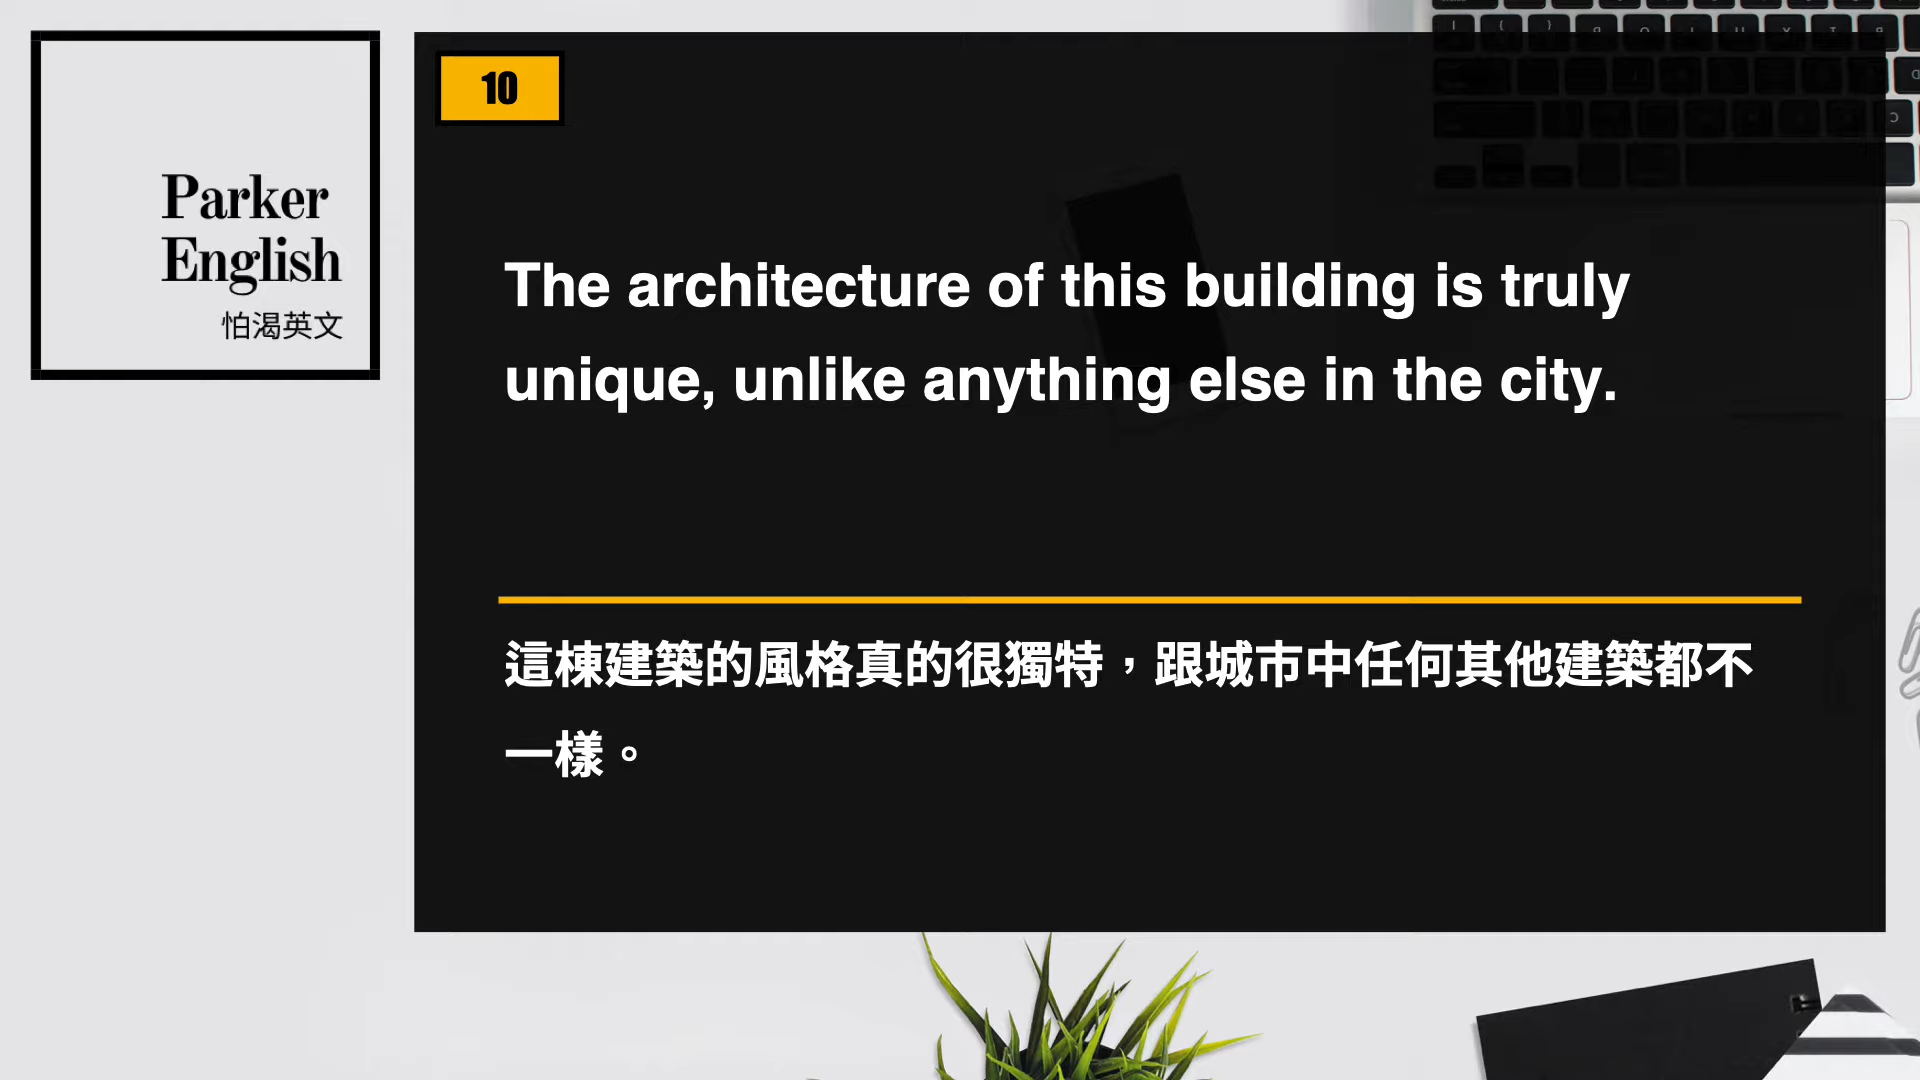 Parker
English
怕渴英文
10
The architecture of this building is truly
unique, unlike anything else in the city.
這棟建築的風格真的很獨特，跟城市中任何其他建築都不
一樣。